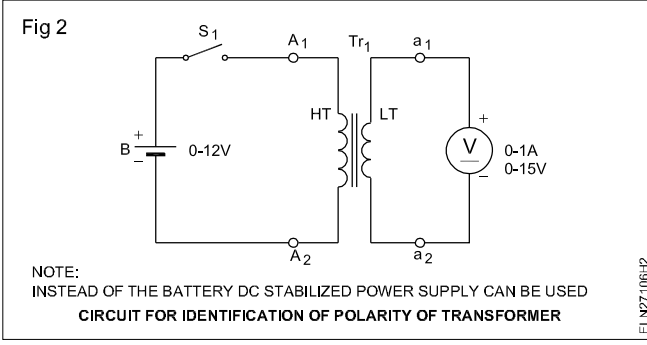 Fig 2
S1
A1
Tr1
a1
HT
LT
+
B
–
0-12V
+
V
–
0-1A
0-15V
A2
a2
NOTE:
INSTEAD OF THE BATTERY DC STABILIZED POWER SUPPLY CAN BE USED
CIRCUIT FOR IDENTIFICATION OF POLARITY OF TRANSFORMER
ELN27106H2